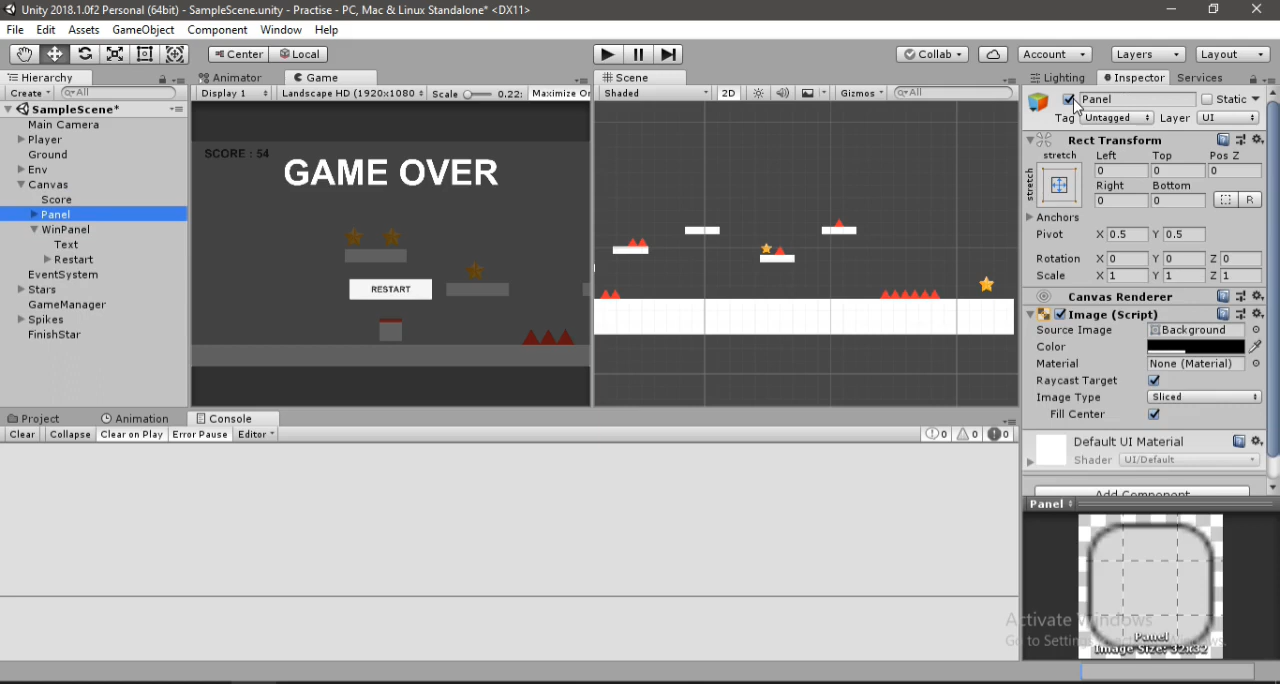 Unity 2018.1.0f2 Personal (64bit) - SampleScene.unity - Practise - PC, Mac & Linux Standalone* <DX11>
File Edit Assets GameObject Component Window Help
Center Local Collab Account Layers Layout
Hierarchy Animator Game Scene Lighting Inspector Services
Create All Display 1 Landscape HD (1920x1080 Scale 0.22: Maximize Or Shaded 2D Gizmos All
SampleScene*
Main Camera
Player
Ground
Env
Canvas
Score
Panel
WinPanel
Text
Restart
EventSystem
Stars
GameManager
Spikes
FinishStar
SCORE : 54
GAME OVER
RESTART
Panel Static
Tag Untagged Layer UI
Rect Transform
stretch Left Top Pos Z
stretch 0 0 0
Right Bottom
0 0 R
Anchors
Pivot X 0.5 Y 0.5
Rotation X 0 Y 0 Z 0
Scale X 1 Y 1 Z 1
Canvas Renderer
Image (Script)
Source Image Background
Color
Material None (Material)
Raycast Target
Image Type Sliced
Fill Center
Default UI Material
Shader UI/Default
Add Component
Panel
Panel
Image Size: 32x32
Project Animation Console
Clear Collapse Clear on Play Error Pause Editor 0 0 0
Activate Windows
Go to Settings